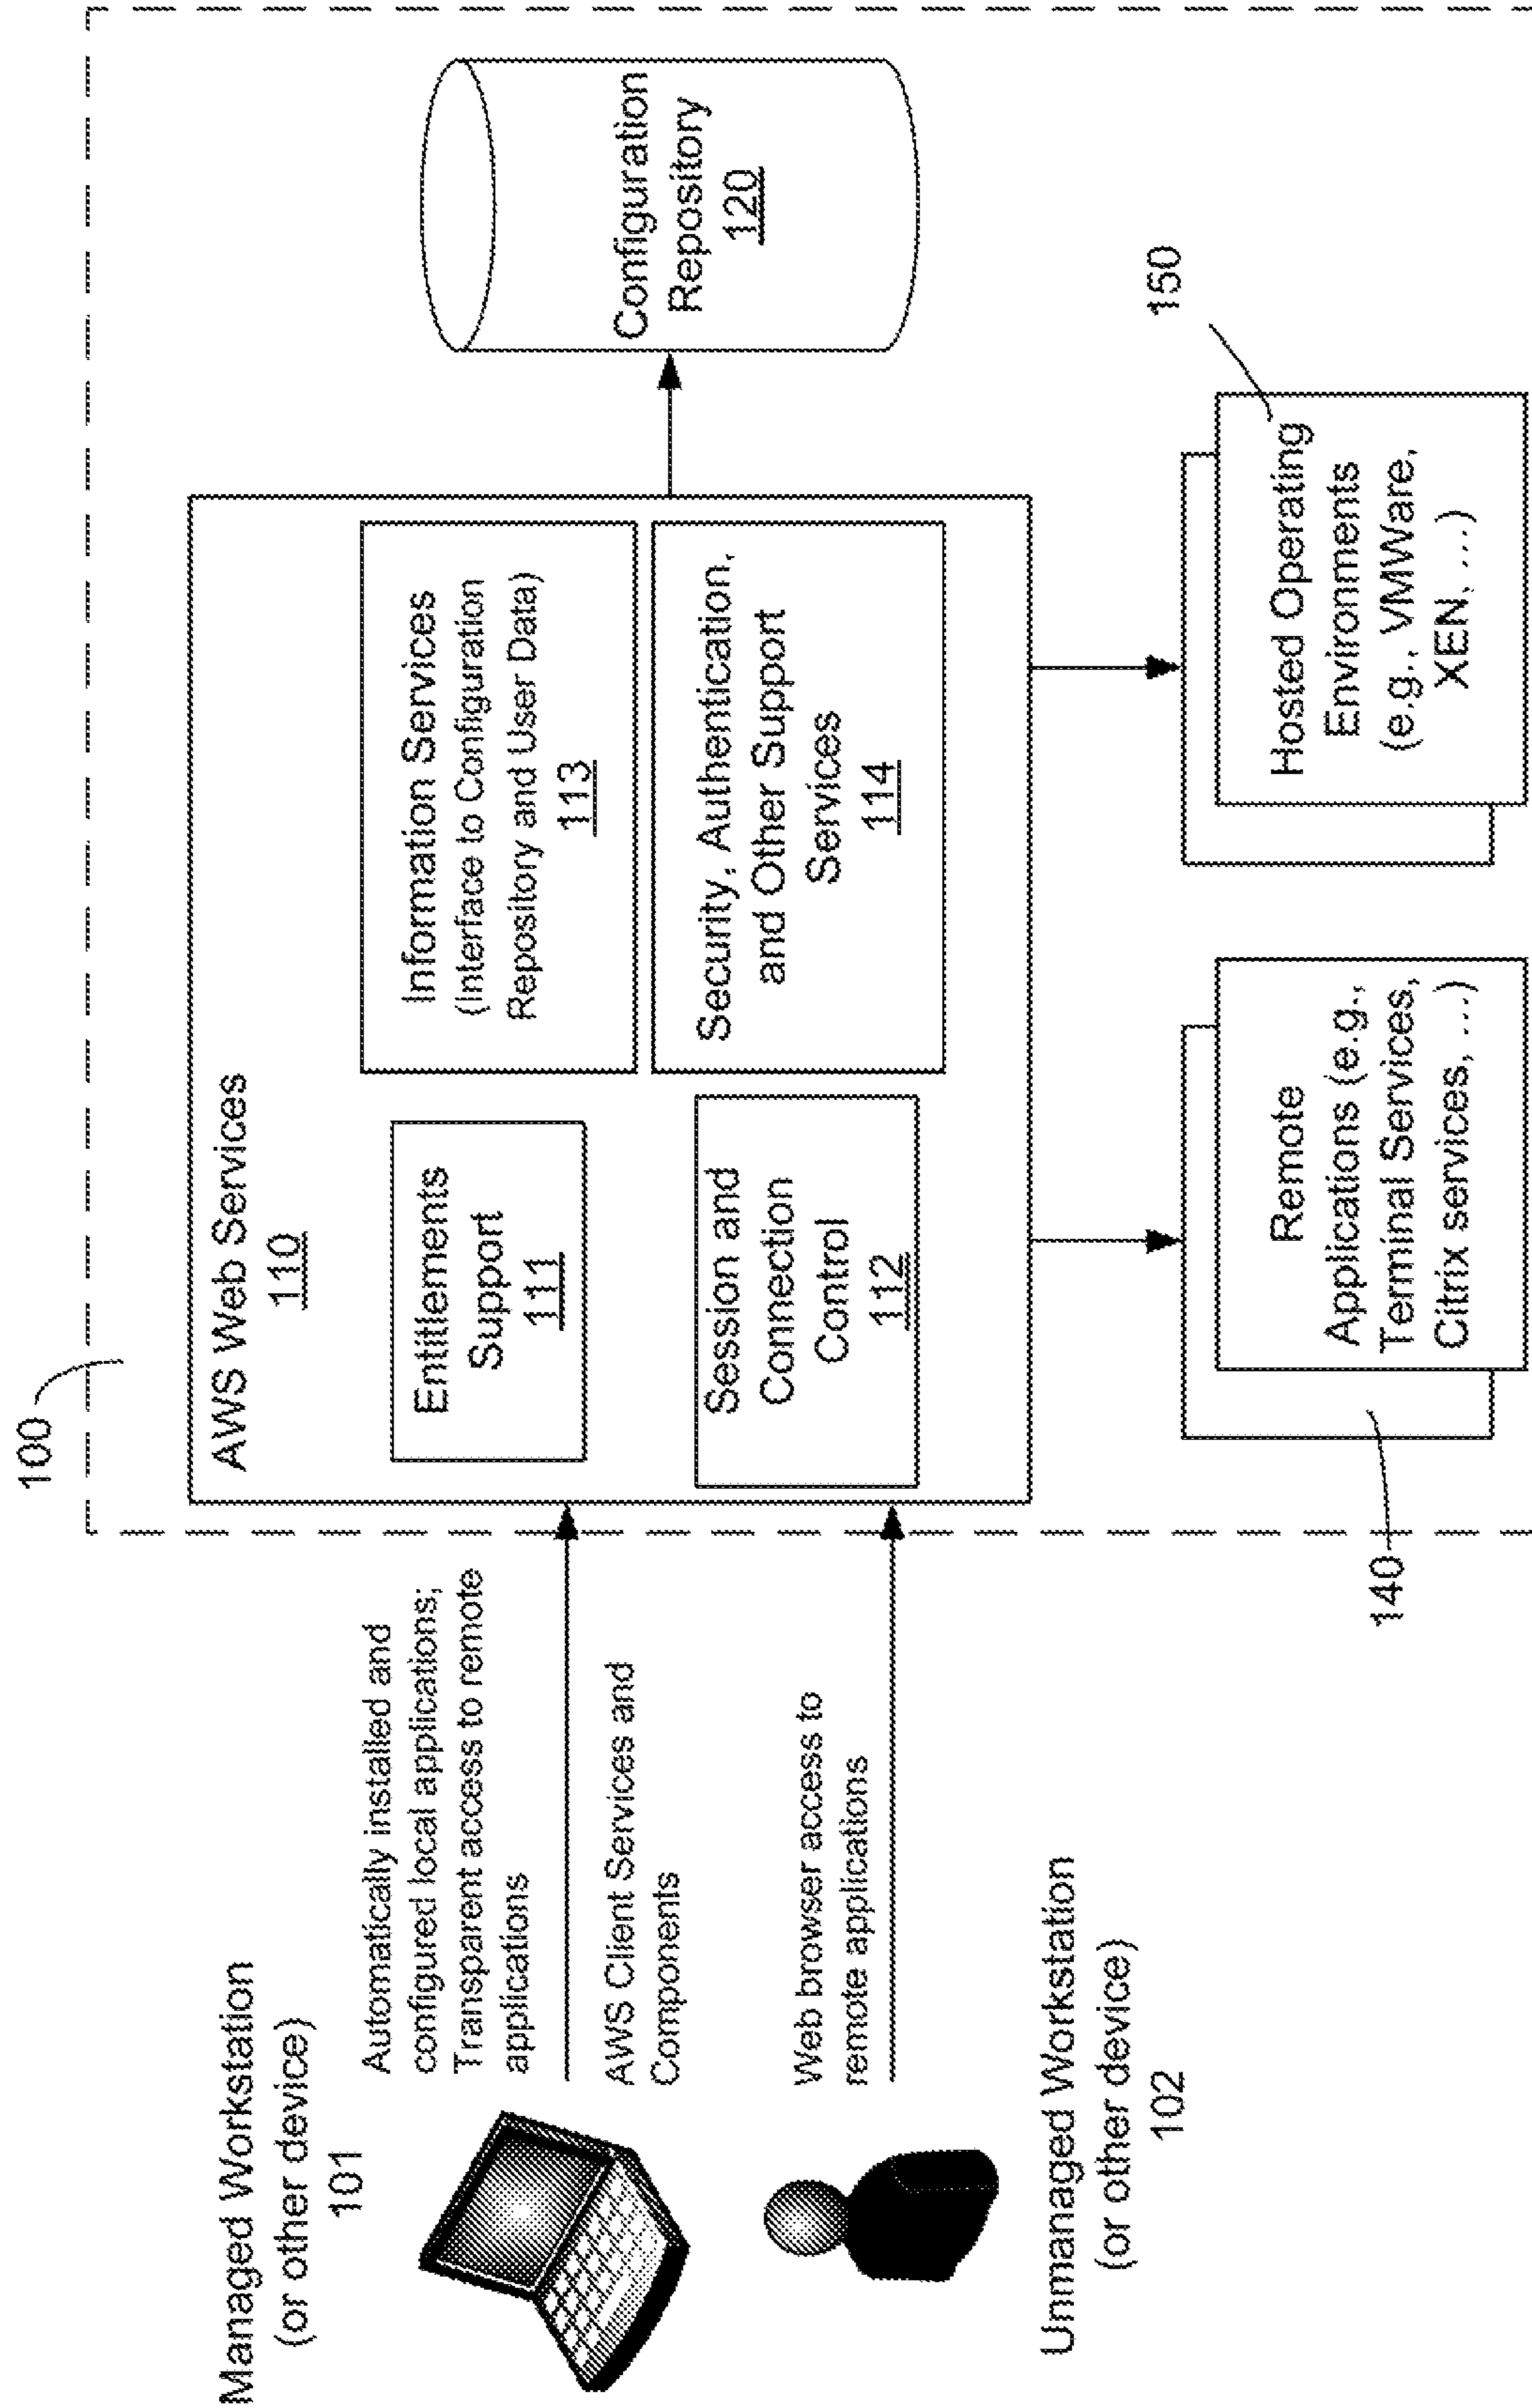 100
Managed Workstation
(or other device)
101
Automatically installed and
configured local applications;
Transparent access to remote
applications
AWS Client Services and
Components
Web browser access to
remote applications
Unmanaged Workstation
(or other device)
102
AWS Web Services
110
Entitlements
Support
111
Session and
Connection
Control
112
Information Services
(Interface to Configuration
Repository and User Data)
113
Security, Authentication,
and Other Support
Services
114
Configuration
Repository
120
140
Remote
Applications (e.g.,
Terminal Services,
Citrix services, ...)
150
Hosted Operating
Environments
(e.g., VMWare,
XEN, ...)